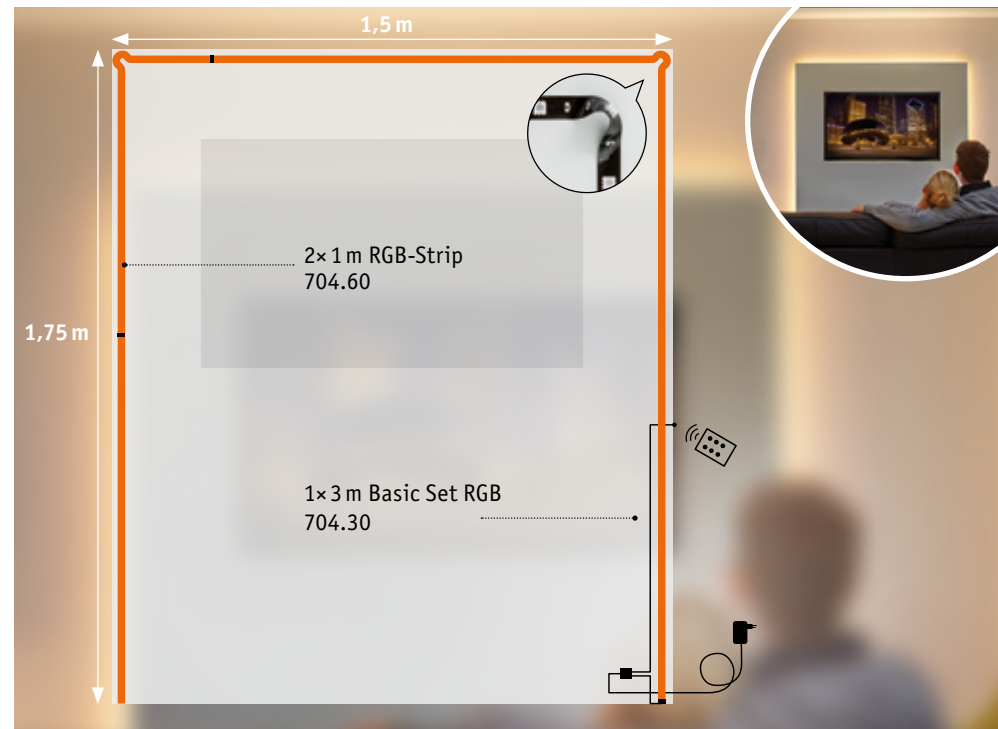 1,5 m
2× 1 m RGB-Strip
704.60
1,75 m
1× 3 m Basic Set RGB
704.30